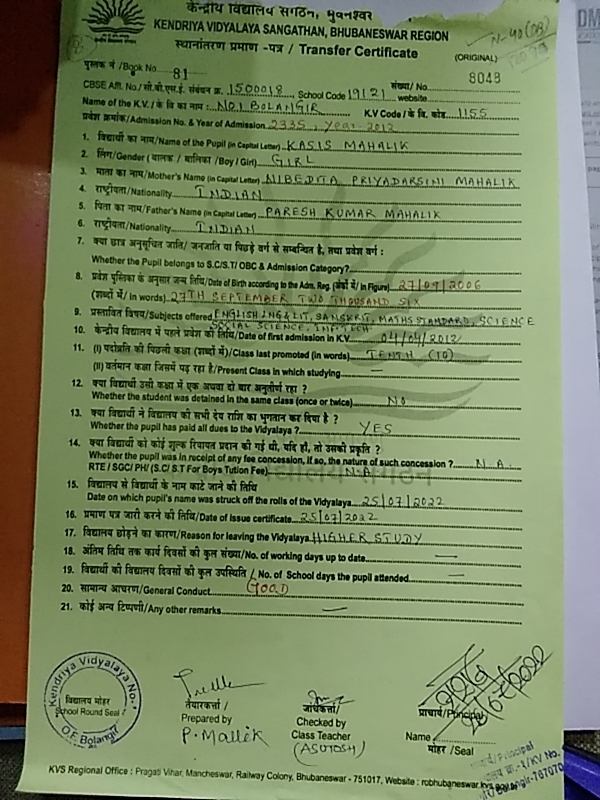 केन्द्रीय विद्यालय संगठन, भुवनश्वर
KENDRIYA VIDYALAYA SANGATHAN, BHUBANESWAR REGION
स्थानांतरण प्रमाण -पत्र / Transfer Certificate
(ORIGINAL)
पुस्तक नं /Book No 81
संख्या/ No. 8048
CBSE Affl. No./सी.बी.एस.ई. संबंधन क्र. 1500018 School Code 19121 website
Name of the K.V./ के वि का नाम : NO.1 BOLANGIR K.V Code/ के वि. कोड. 1155
प्रवेश क्रमांक/Admission No. & Year of Admission 2335, Year-2012
1. विद्यार्थी का नाम/Name of the Pupil (in Capital Letter) KASIS MAHALIK
2. लिंग/Gender (बालक / बालिका /Boy / Girl) GIRL
3. माता का नाम/Mother's Name (in Capital Letter) NIBEDITA PRIYADARSINI MAHALIK
4. राष्ट्रीयता/Nationality INDIAN
5. पिता का नाम/Father's Name (in Capital Letter) PARESH KUMAR MAHALIK
6. राष्ट्रीयता/Nationality INDIAN
7. क्या छात्र अनुसूचित जाति/ जनजाति या पिछड़े वर्ग से सम्बन्धित है, तथा प्रवेश वर्ग :
Whether the Pupil belongs to S.C/S.T/ OBC & Admission Category?
8. प्रवेश पुस्तिका के अनुसार जन्म तिथि/Date of Birth according to the Adm. Reg. (अंकों में/ in Figure) 27/09/2006
(शब्दों में/ in words) 27TH SEPTEMBER TWO THOUSAND SIX
9. प्रस्तावित विषय/Subjects offered ENGLISH LNG & LIT, SANSKRIT, MATHS STANDARD, SCIENCE
SOCIAL SCIENCE, INF. TECH
10. केन्द्रीय विद्यालय में पहले प्रवेश की तिथि/Date of first admission in K.V. 04/04/2012
11. (I) पदोन्नति की पिछली कक्षा (शब्दों में)/Class last promoted (in words) TENTH (10)
(II) वर्तमान कक्षा जिसमें पढ़ रहा है/Present Class in which studying —
12. क्या विद्यार्थी उसी कक्षा में एक अथवा दो बार अनुतीर्ण रहा ?
Whether the student was detained in the same class (once or twice) NO
13. क्या विद्यार्थी ने विद्यालय की सभी देय राशि का भुगतान कर दिया है ?
Whether the pupil has paid all dues to the Vidyalaya ? YES
14. क्या विद्यार्थी को कोई शुल्क रियायत प्रदान की गई थी, यदि हाँ, तो उसकी प्रकृति ?
Whether the pupil was in receipt of any fee concession, if so, the nature of such concession ? N.A.
RTE / SGC/ PH/ (S.C/ S.T For Boys Tution Fee) N.A.
15. विद्यालय से विद्यार्थी के नाम काटे जाने की तिथि
Date on which pupil's name was struck off the rolls of the Vidyalaya 25/07/2022
16. प्रमाण पत्र जारी करने की तिथि/Date of Issue certificate 25/07/2022
17. विद्यालय छोड़ने का कारण/Reason for leaving the Vidyalaya HIGHER STUDY
18. अंतिम तिथि तक कार्य दिवसों की कुल संख्या/No. of working days up to date —
19. विद्यार्थी की विद्यालय दिवसों की कुल उपस्थिति / No. of School days the pupil attended —
20. सामान्य आचरण/General Conduct GOOD
21. कोई अन्य टिप्पणी/Any other remarks —
Kendriya Vidyalaya No.
विद्यालय मोहर
School Round Seal
O.F. Bolangir
तैयारकर्त्ता
Prepared by
P. Mallik
जांचकर्त्ता
Checked by
Class Teacher
(ASUTOSH)
प्राचार्य/Principal
Name
मोहर /Seal
KVS Regional Office : Pragati Vihar, Mancheswar, Railway Colony, Bhubaneswar - 751017, Website : robhubaneswar.kvs.gov.in